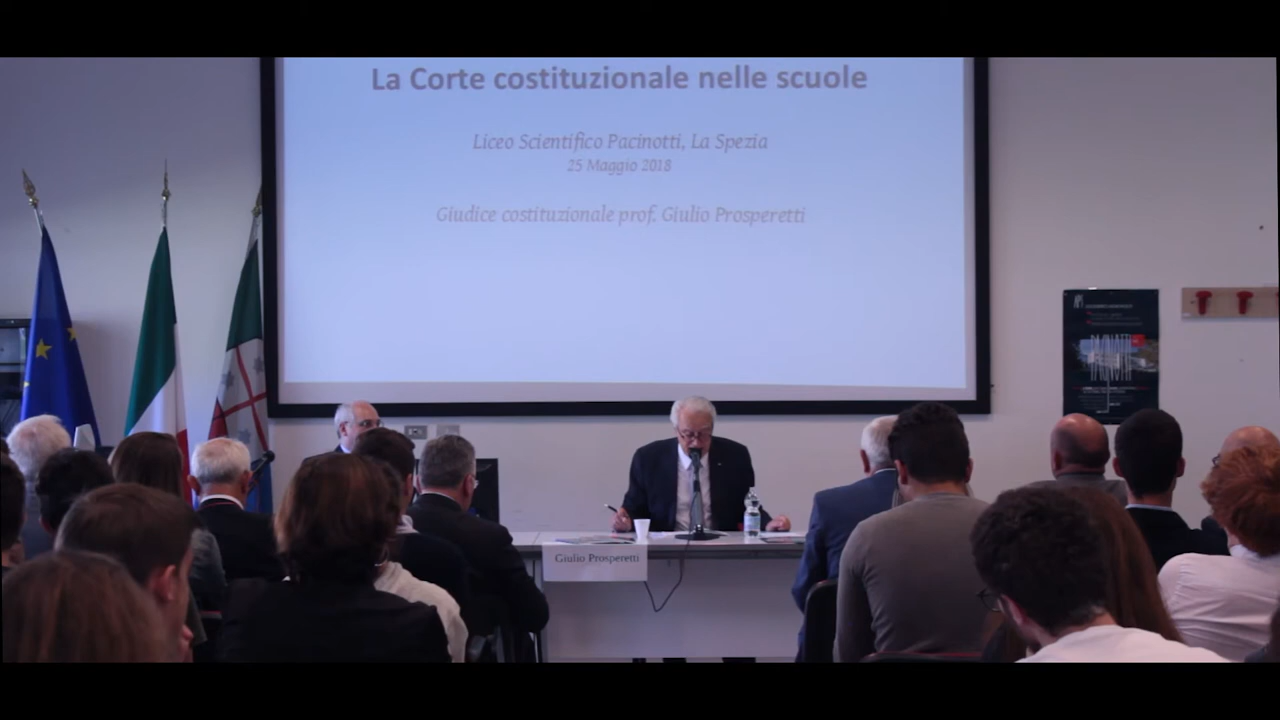 La Corte costituzionale nelle scuole
Liceo Scientifico Pacinotti, La Spezia
25 Maggio 2018
Giudice costituzionale prof. Giulio Prosperetti
Giulio Prosperetti